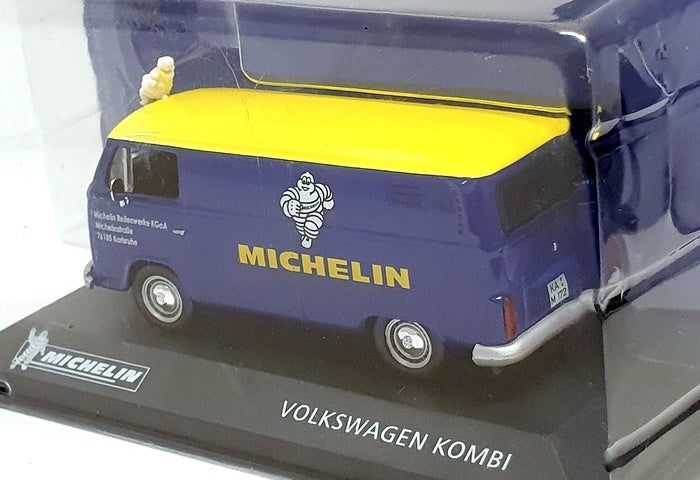 Michelin Reifenwerke KGaA
Michelinstraße
76185 Karlsruhe
MICHELIN
KA
M 172
MICHELIN
VOLKSWAGEN KOMBI